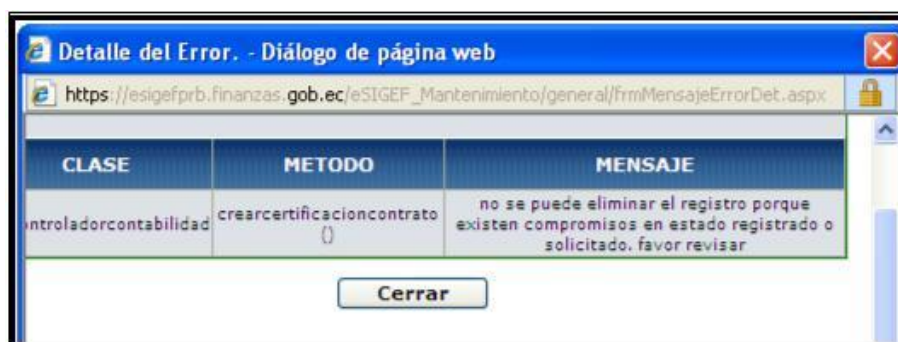 Detalle del Error. - Diálogo de página web
https://esigefprb.finanzas.gob.ec/eSIGEF_Mantenimiento/general/frmMensajeErrorDet.aspx
CLASE METODO MENSAJE
ntroladorcontabilidad crearcertificacioncontrato
()
no se puede eliminar el registro porque
existen compromisos en estado registrado o
solicitado. favor revisar
Cerrar